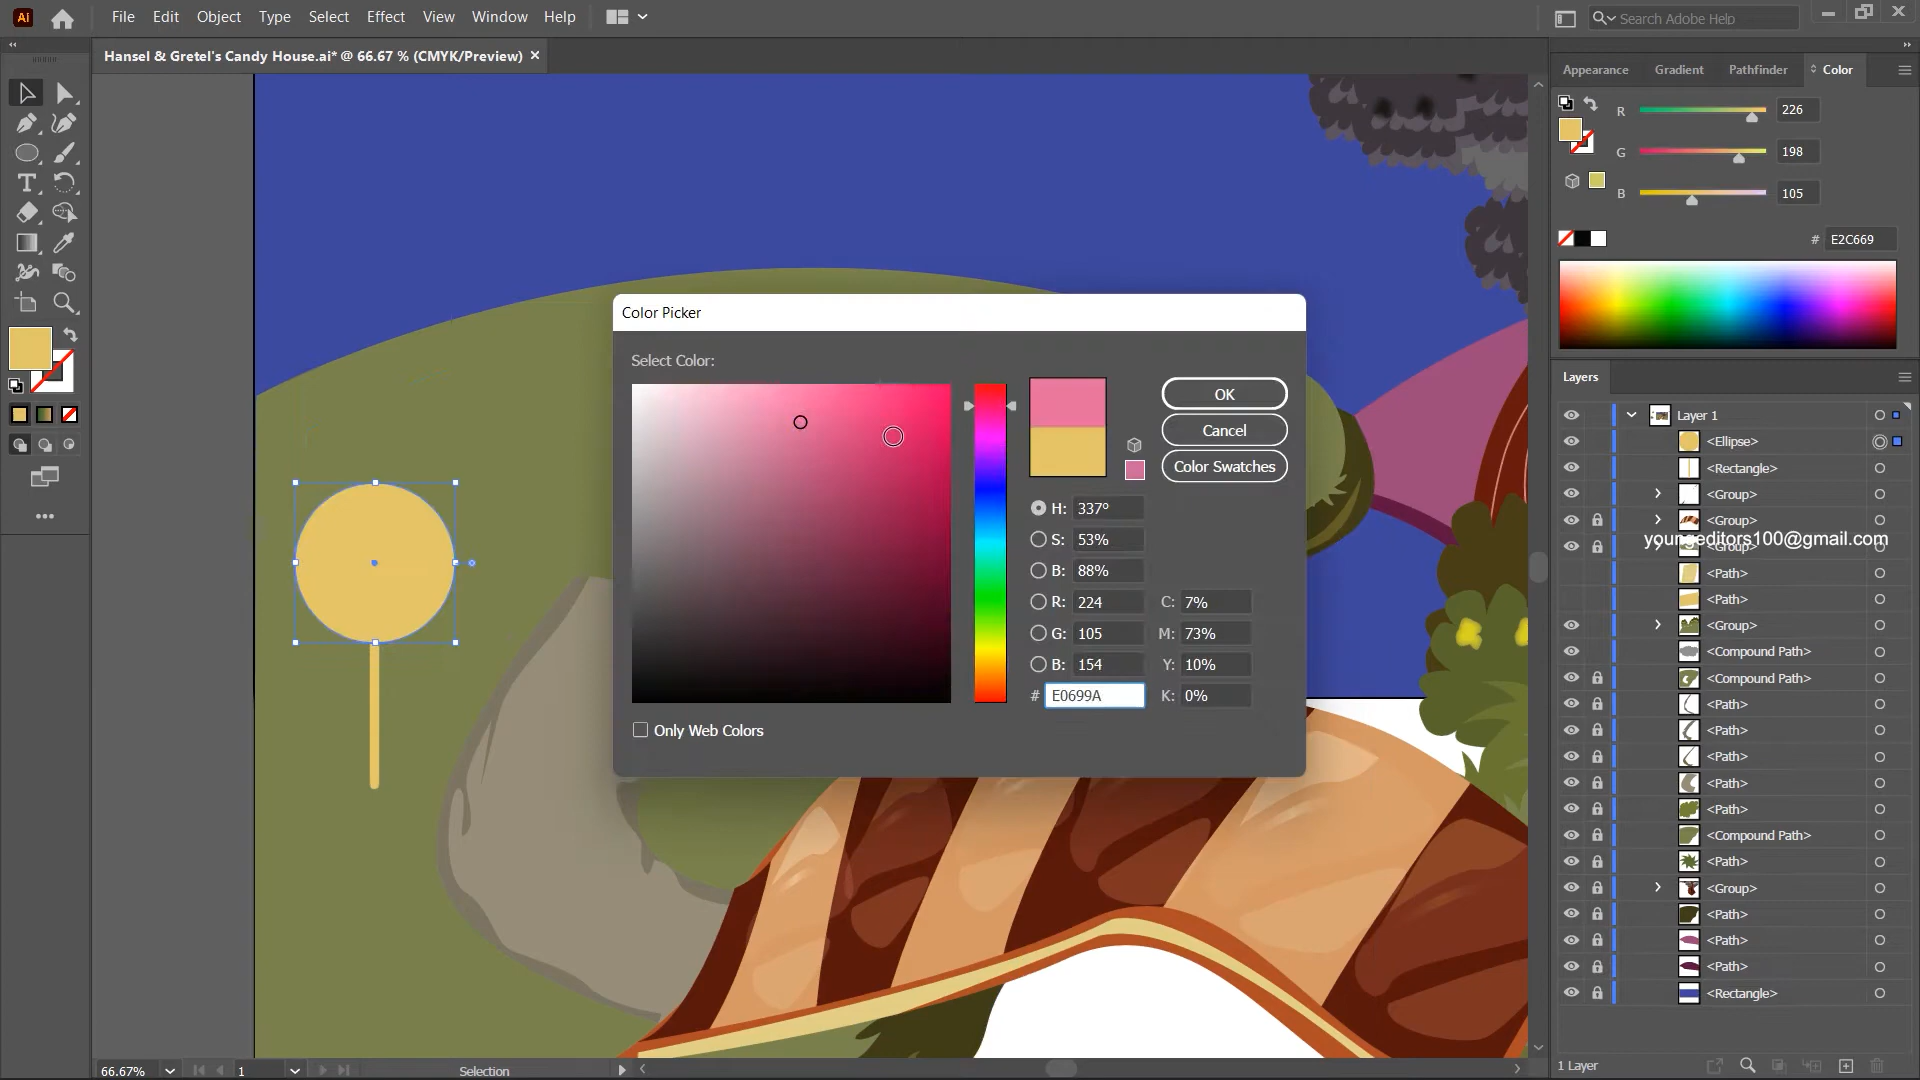 Ai File Edit Object Type Select Effect View Window Help Search Adobe Help
Hansel & Gretel's Candy House.ai* @ 66.67 % (CMYK/Preview) ×
Appearance Gradient Pathfinder Color
R 226
G 198
B 105
# E2C669
Color Picker
Select Color:
OK
Cancel
Color Swatches
H: 337°
S: 53%
B: 88%
R: 224 C: 7%
G: 105 M: 73%
B: 154 Y: 10%
# E0699A K: 0%
Only Web Colors
Layers
Layer 1
<Ellipse>
<Rectangle>
<Group>
<Group>
youngeditors100@gmail.com
<Group>
<Path>
<Path>
<Group>
<Compound Path>
<Compound Path>
<Path>
<Path>
<Path>
<Path>
<Path>
<Compound Path>
<Path>
<Group>
<Path>
<Path>
<Path>
<Rectangle>
1 Layer
66.67% 1 Selection